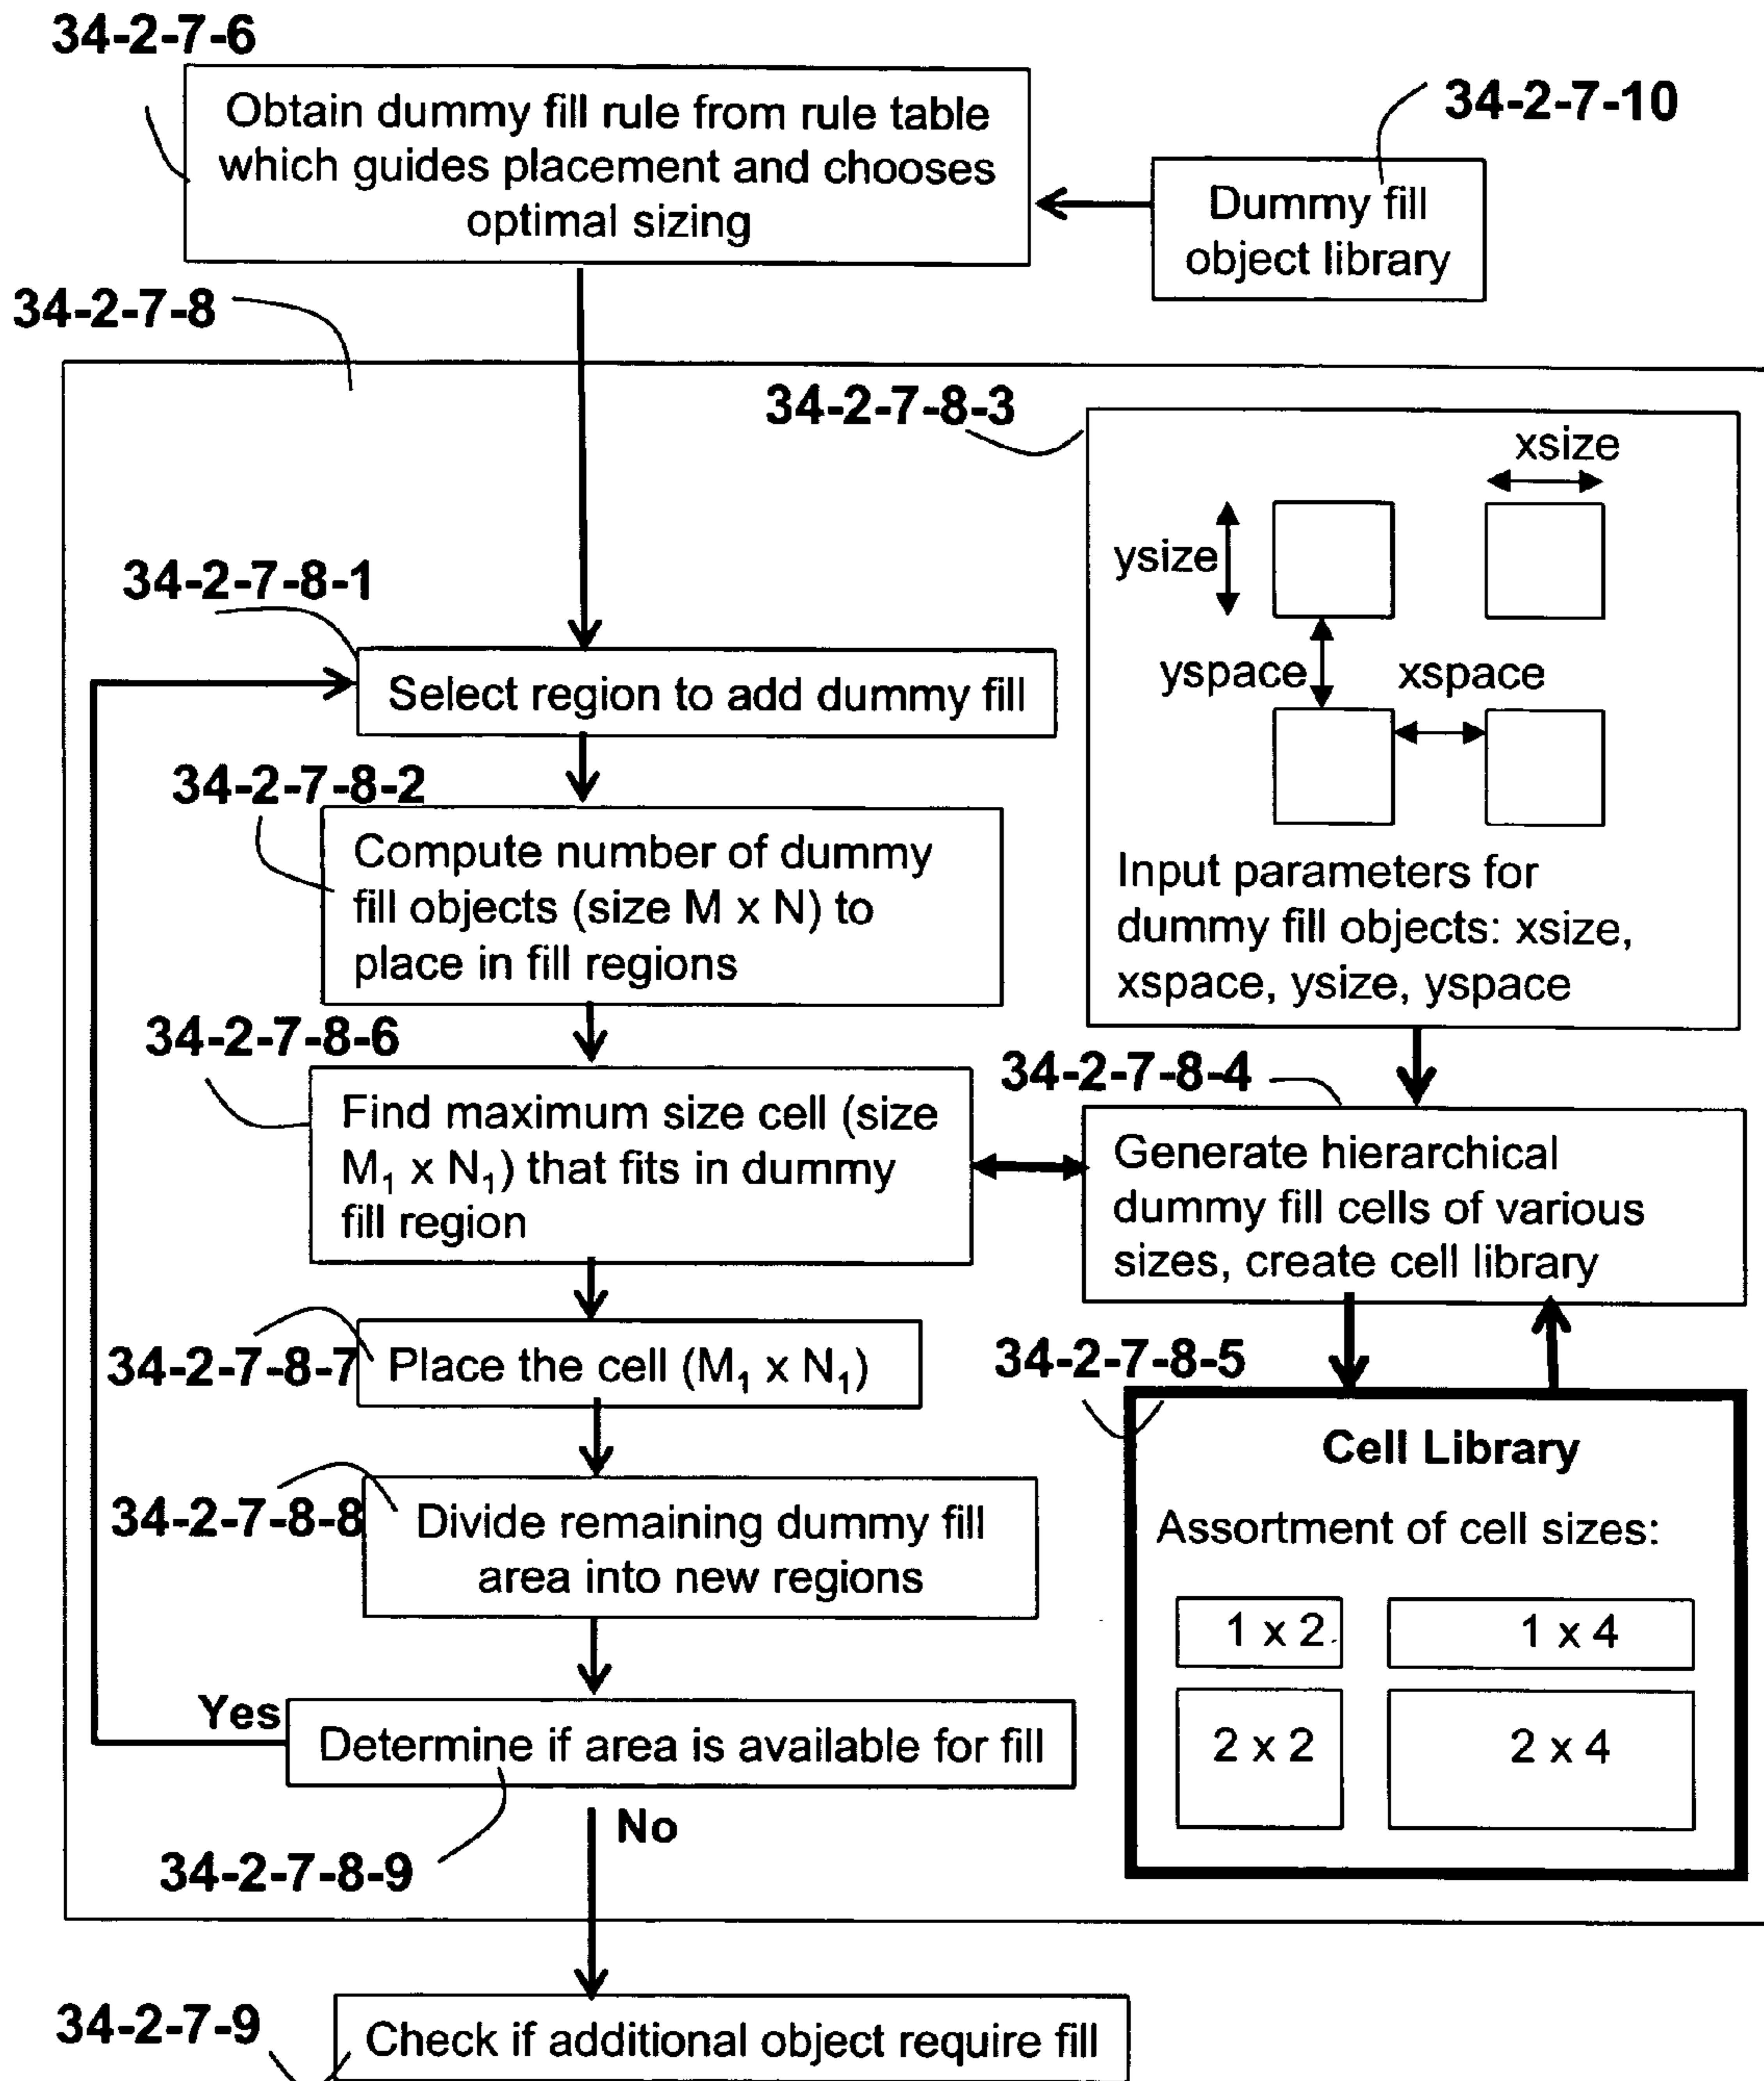 34-2-7-6
Obtain dummy fill rule from rule table
which guides placement and chooses
optimal sizing
34-2-7-10
Dummy fill
object library
34-2-7-8
34-2-7-8-3
xsize
ysize
yspace
xspace
Input parameters for
dummy fill objects: xsize,
xspace, ysize, yspace
34-2-7-8-1
Select region to add dummy fill
34-2-7-8-2
Compute number of dummy
fill objects (size M x N) to
place in fill regions
34-2-7-8-6
Find maximum size cell (size
M₁ x N₁) that fits in dummy
fill region
34-2-7-8-4
Generate hierarchical
dummy fill cells of various
sizes, create cell library
34-2-7-8-7
Place the cell (M₁ x N₁)
34-2-7-8-5
Cell Library
Assortment of cell sizes:
1 x 2
1 x 4
2 x 2
2 x 4
34-2-7-8-8
Divide remaining dummy fill
area into new regions
Yes
Determine if area is available for fill
No
34-2-7-8-9
34-2-7-9
Check if additional object require fill